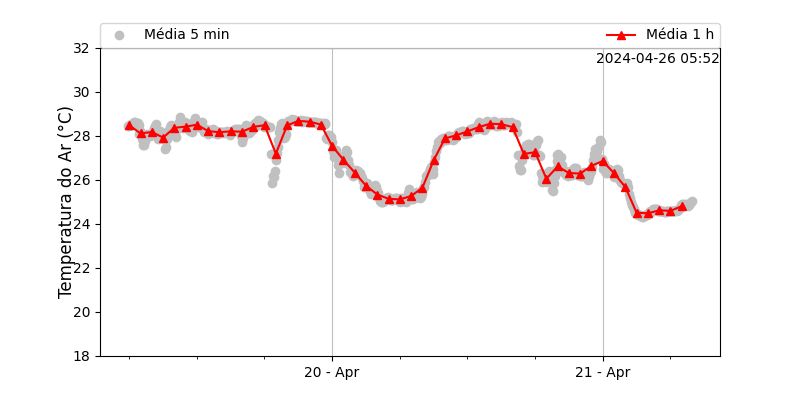 Média 5 min
Média 1 h
2024-04-26 05:52
Temperatura do Ar (°C)
32
30
28
26
24
22
20
18
20 - Apr
21 - Apr